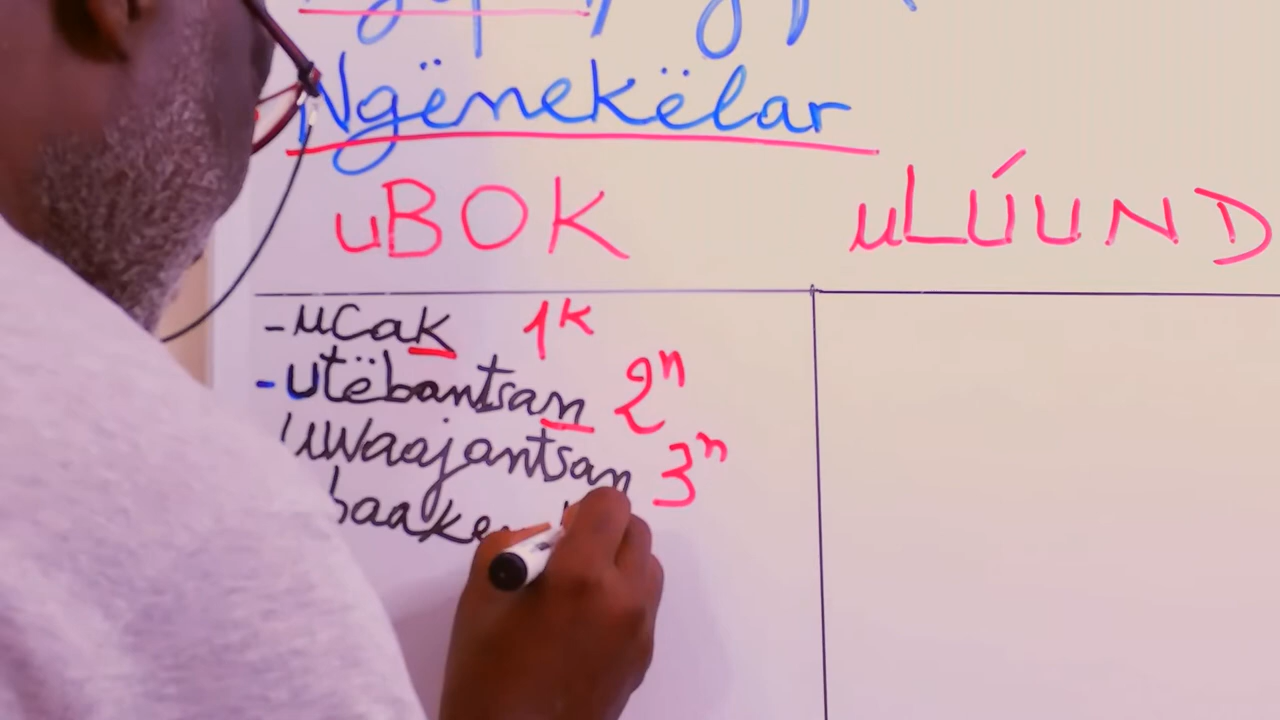 Ngënekëlar
uBOK uLÚUND
- ucak 1k
- utëbantsan 2n
uwaajantsan 3n